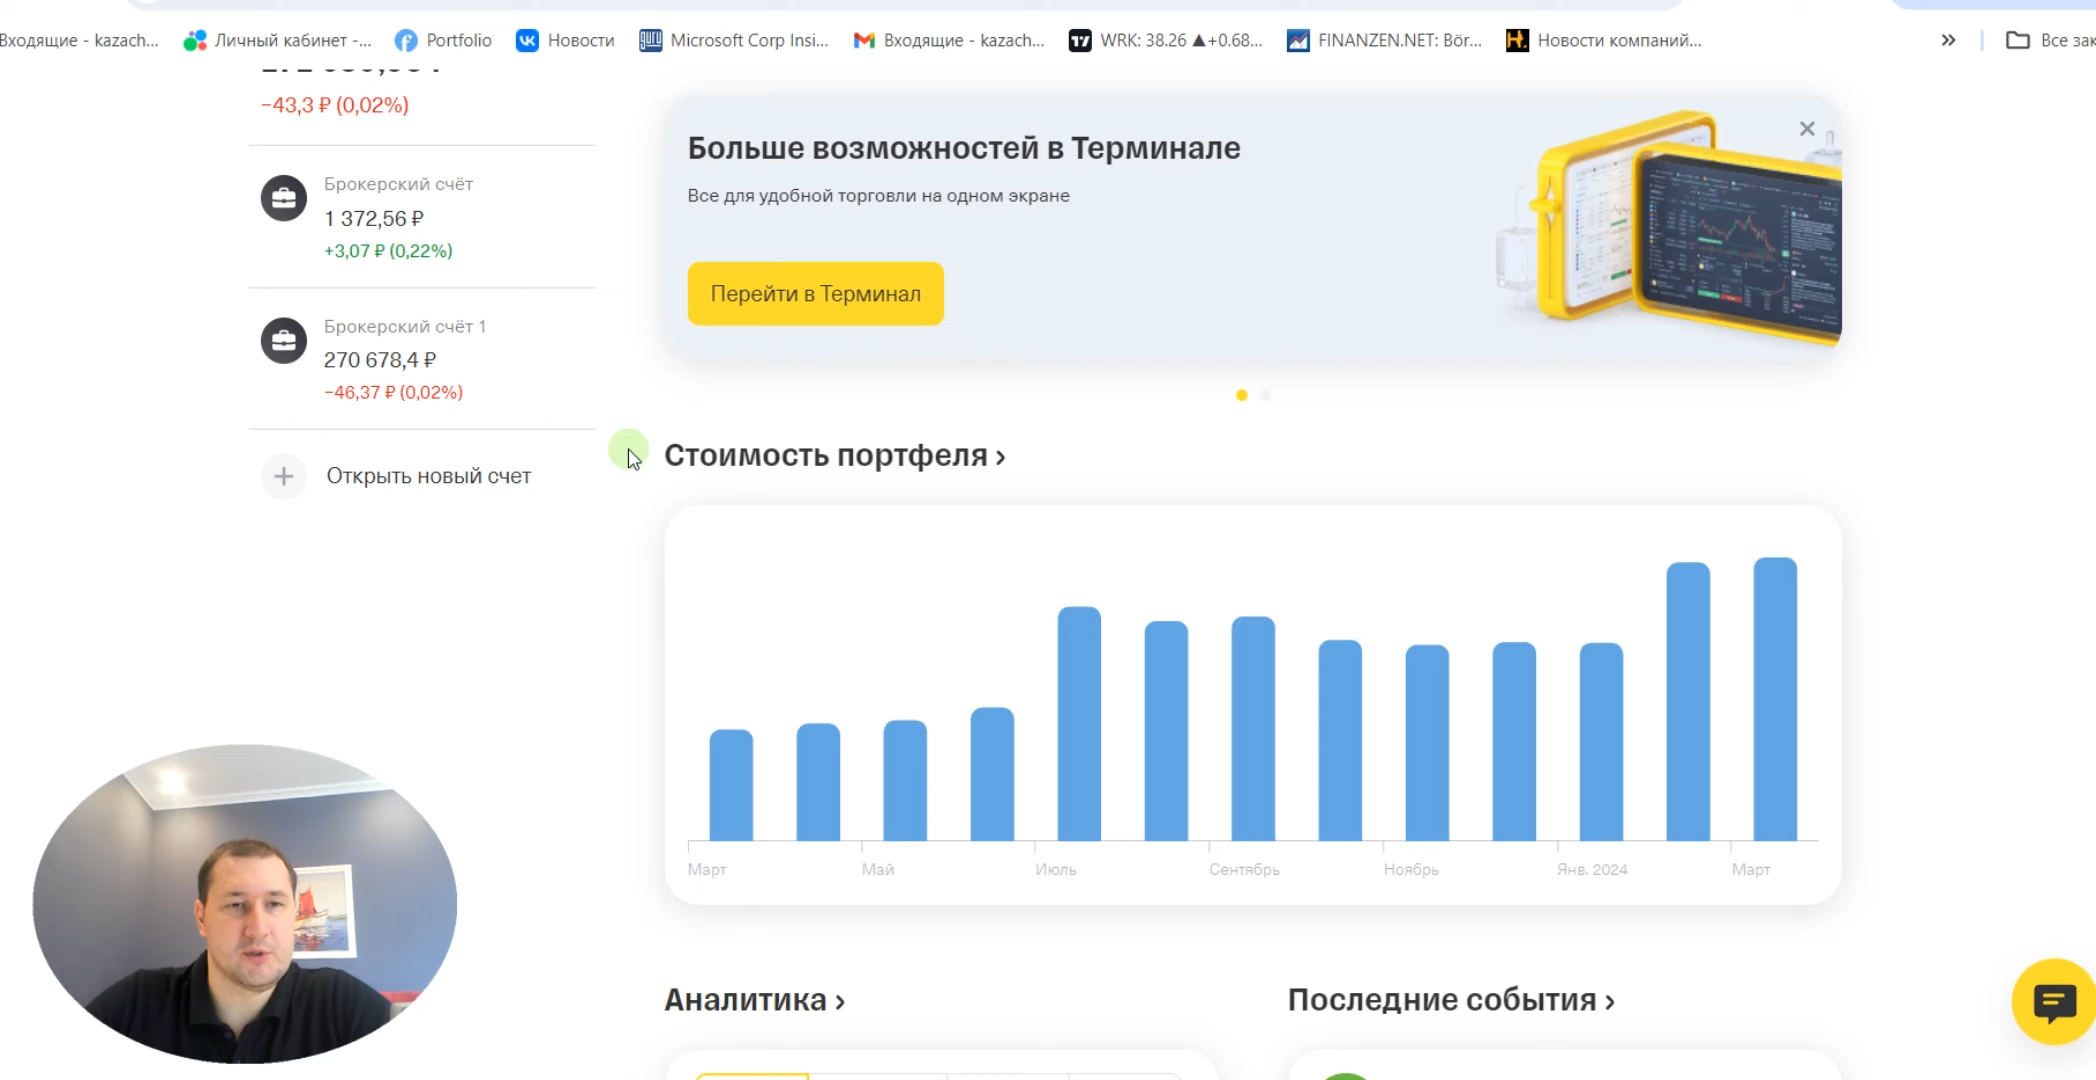 Входящие - kazach...
Личный кабинет -...
Portfolio
Новости
Microsoft Corp Insi...
Входящие - kazach...
WRK: 38.26 ▲+0.68...
FINANZEN.NET: Bör...
Новости компаний...
»
Все зак
−43,3 ₽ (0,02%)
Брокерский счёт
1 372,56 ₽
+3,07 ₽ (0,22%)
Брокерский счёт 1
270 678,4 ₽
−46,37 ₽ (0,02%)
Открыть новый счет
Больше возможностей в Терминале
Все для удобной торговли на одном экране
Перейти в Терминал
Стоимость портфеля ›
Март
Май
Июль
Сентябрь
Ноябрь
Янв. 2024
Март
Аналитика ›
Последние события ›